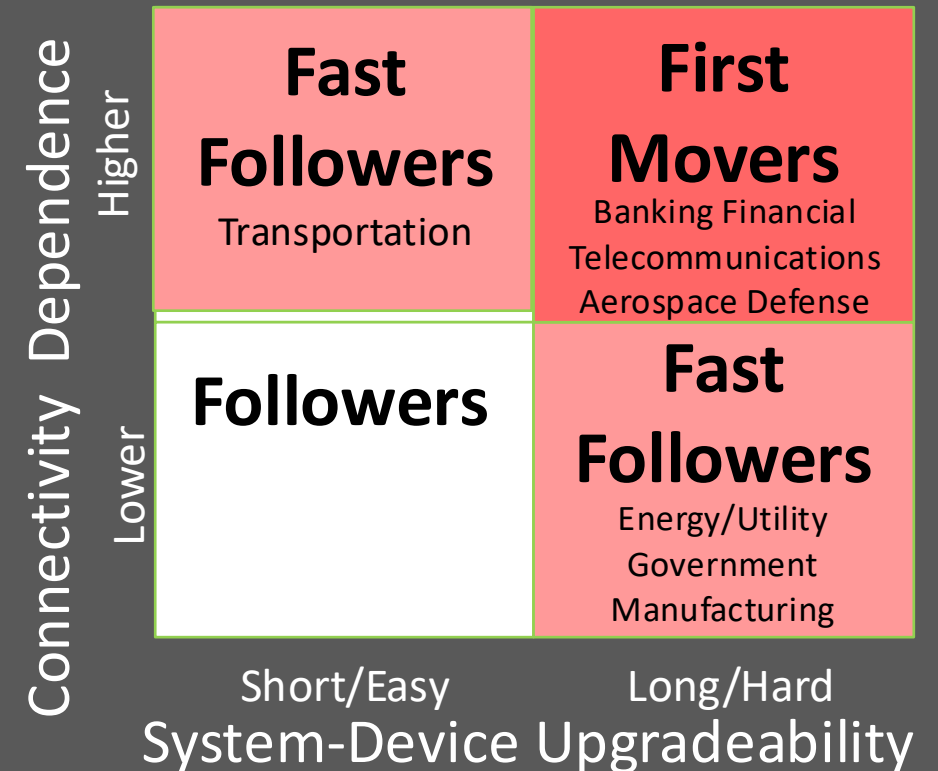 Connectivity Dependence
Higher
Lower
Fast
Followers
Transportation
First
Movers
Banking Financial
Telecommunications
Aerospace Defense
Followers
Fast
Followers
Energy/Utility
Government
Manufacturing
Short/Easy
Long/Hard
System-Device Upgradeability